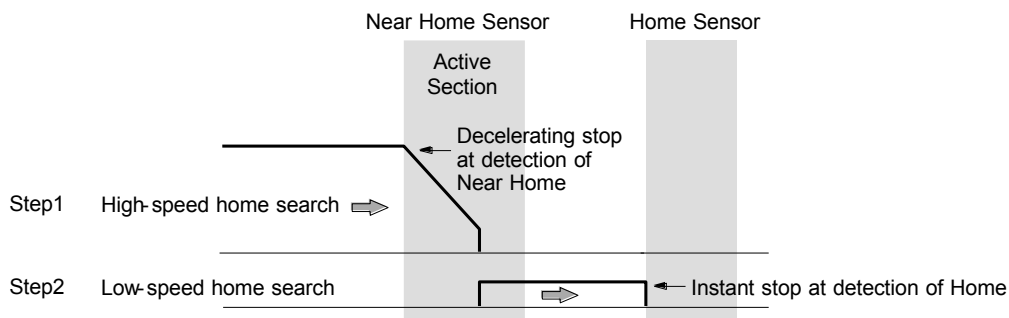 Near Home Sensor
Home Sensor
Active
Section
Decelerating stop
at detection of
Near Home
Step1 High-speed home search
Step2 Low-speed home search
Instant stop at detection of Home